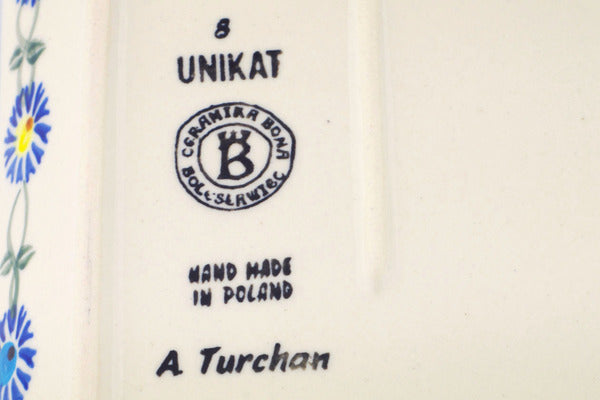 8
UNIKAT
CERAMIKA BONA
B
BOLESŁAWIEC
HAND MADE
IN POLAND
A Turchan